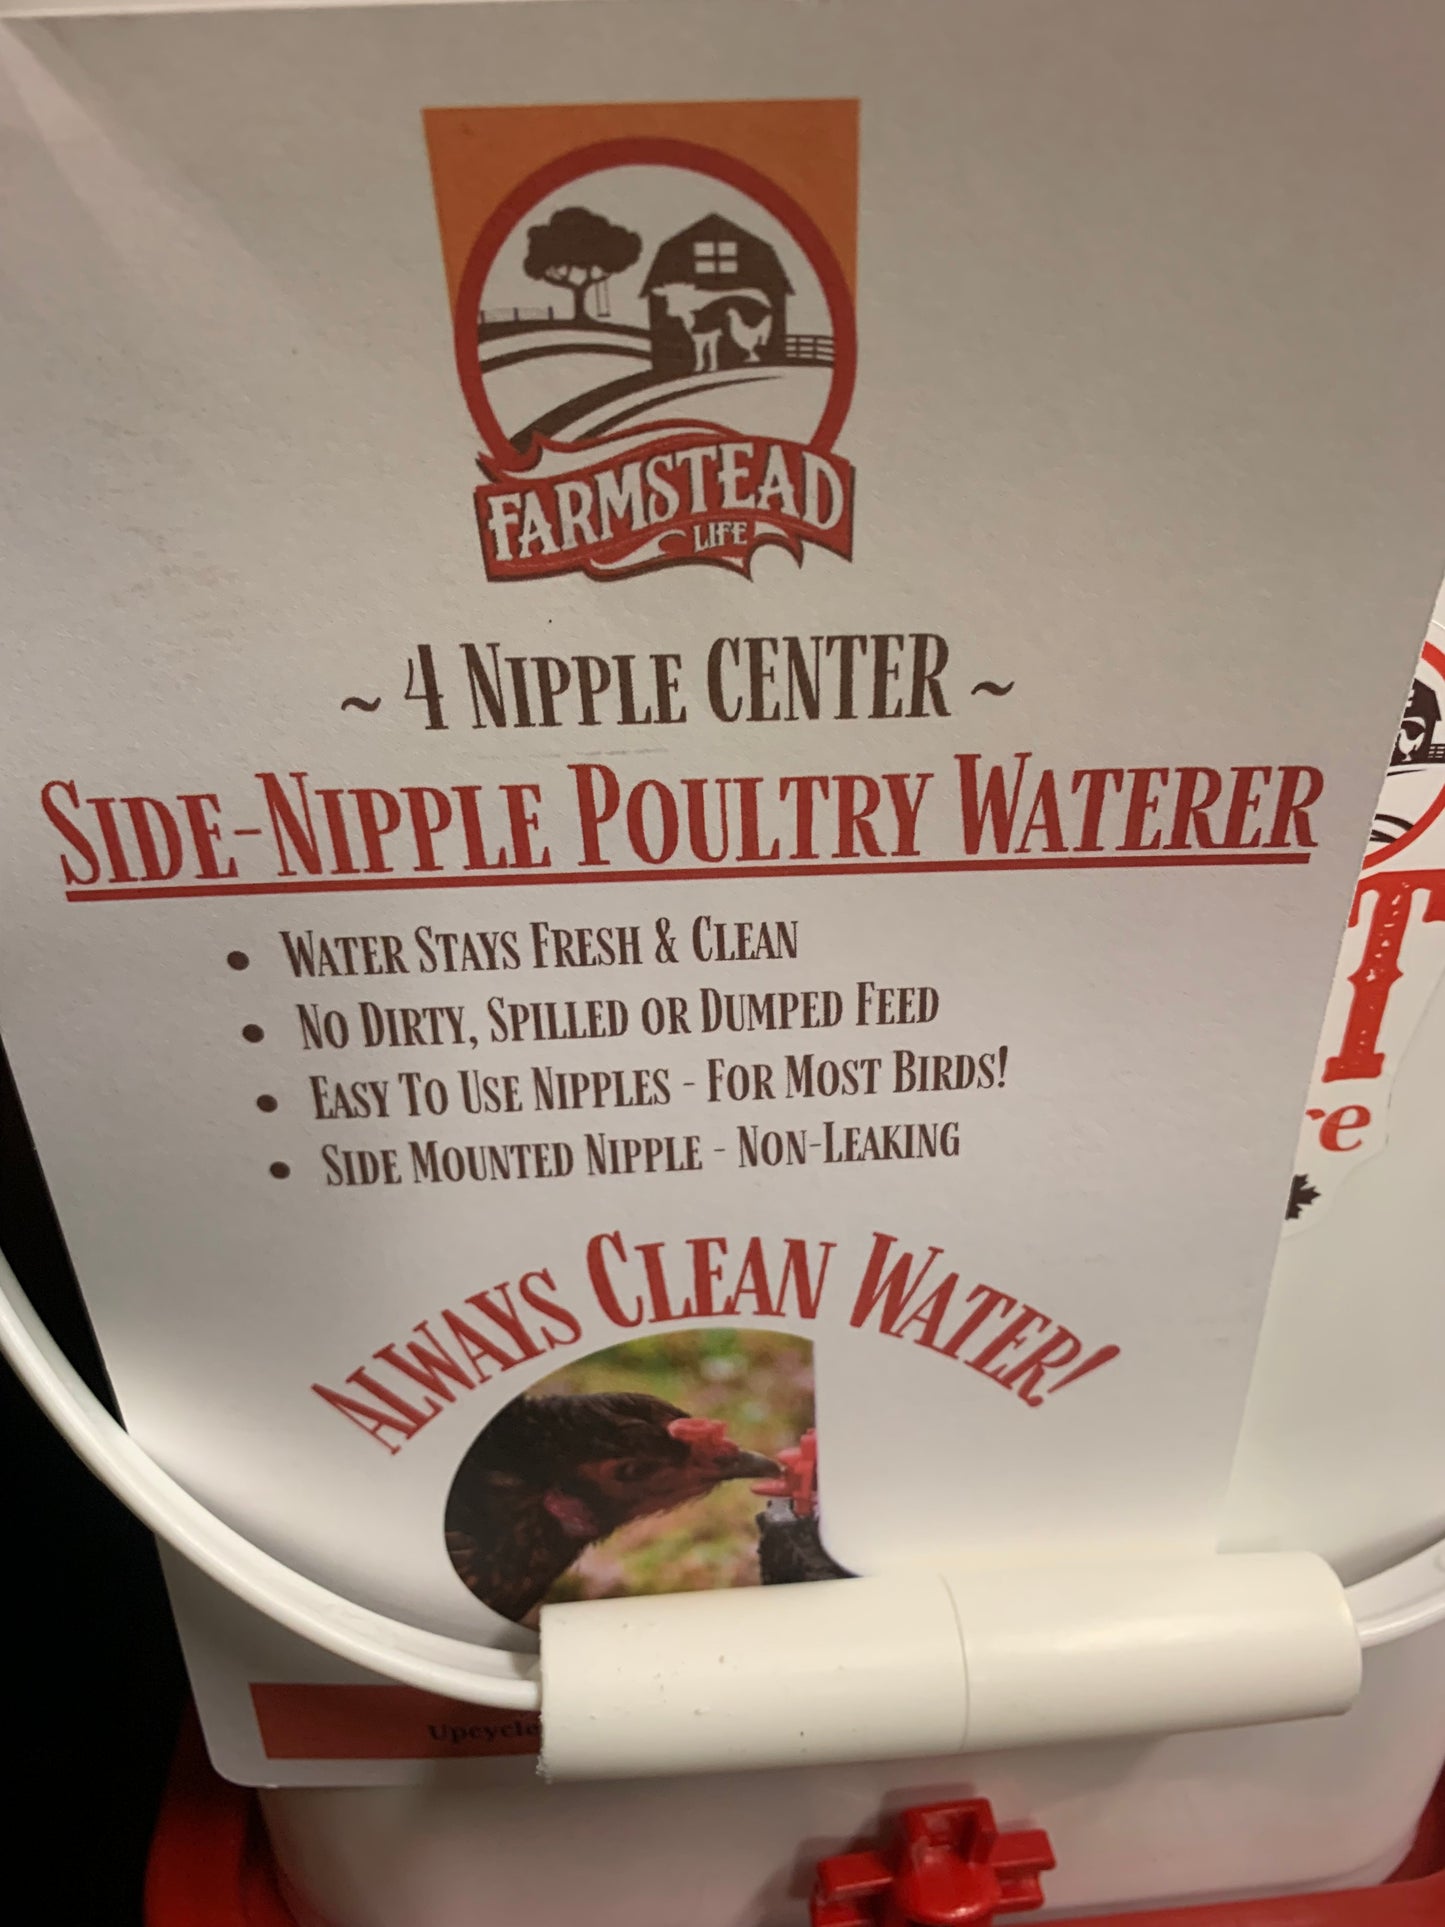 FARMSTEAD
LIFE
~ 4 NIPPLE CENTER ~
SIDE-NIPPLE POULTRY WATERER
• WATER STAYS FRESH & CLEAN
• NO DIRTY, SPILLED OR DUMPED FEED
• EASY TO USE NIPPLES - FOR MOST BIRDS!
• SIDE MOUNTED NIPPLE - NON-LEAKING
ALWAYS CLEAN WATER!